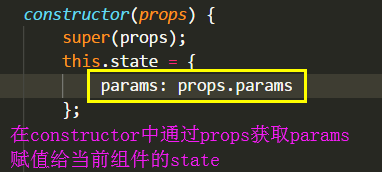 constructor(props) {
super(props);
this.state = {
params: props.params
};
在constructor中通过props获取params
赋值给当前组件的state